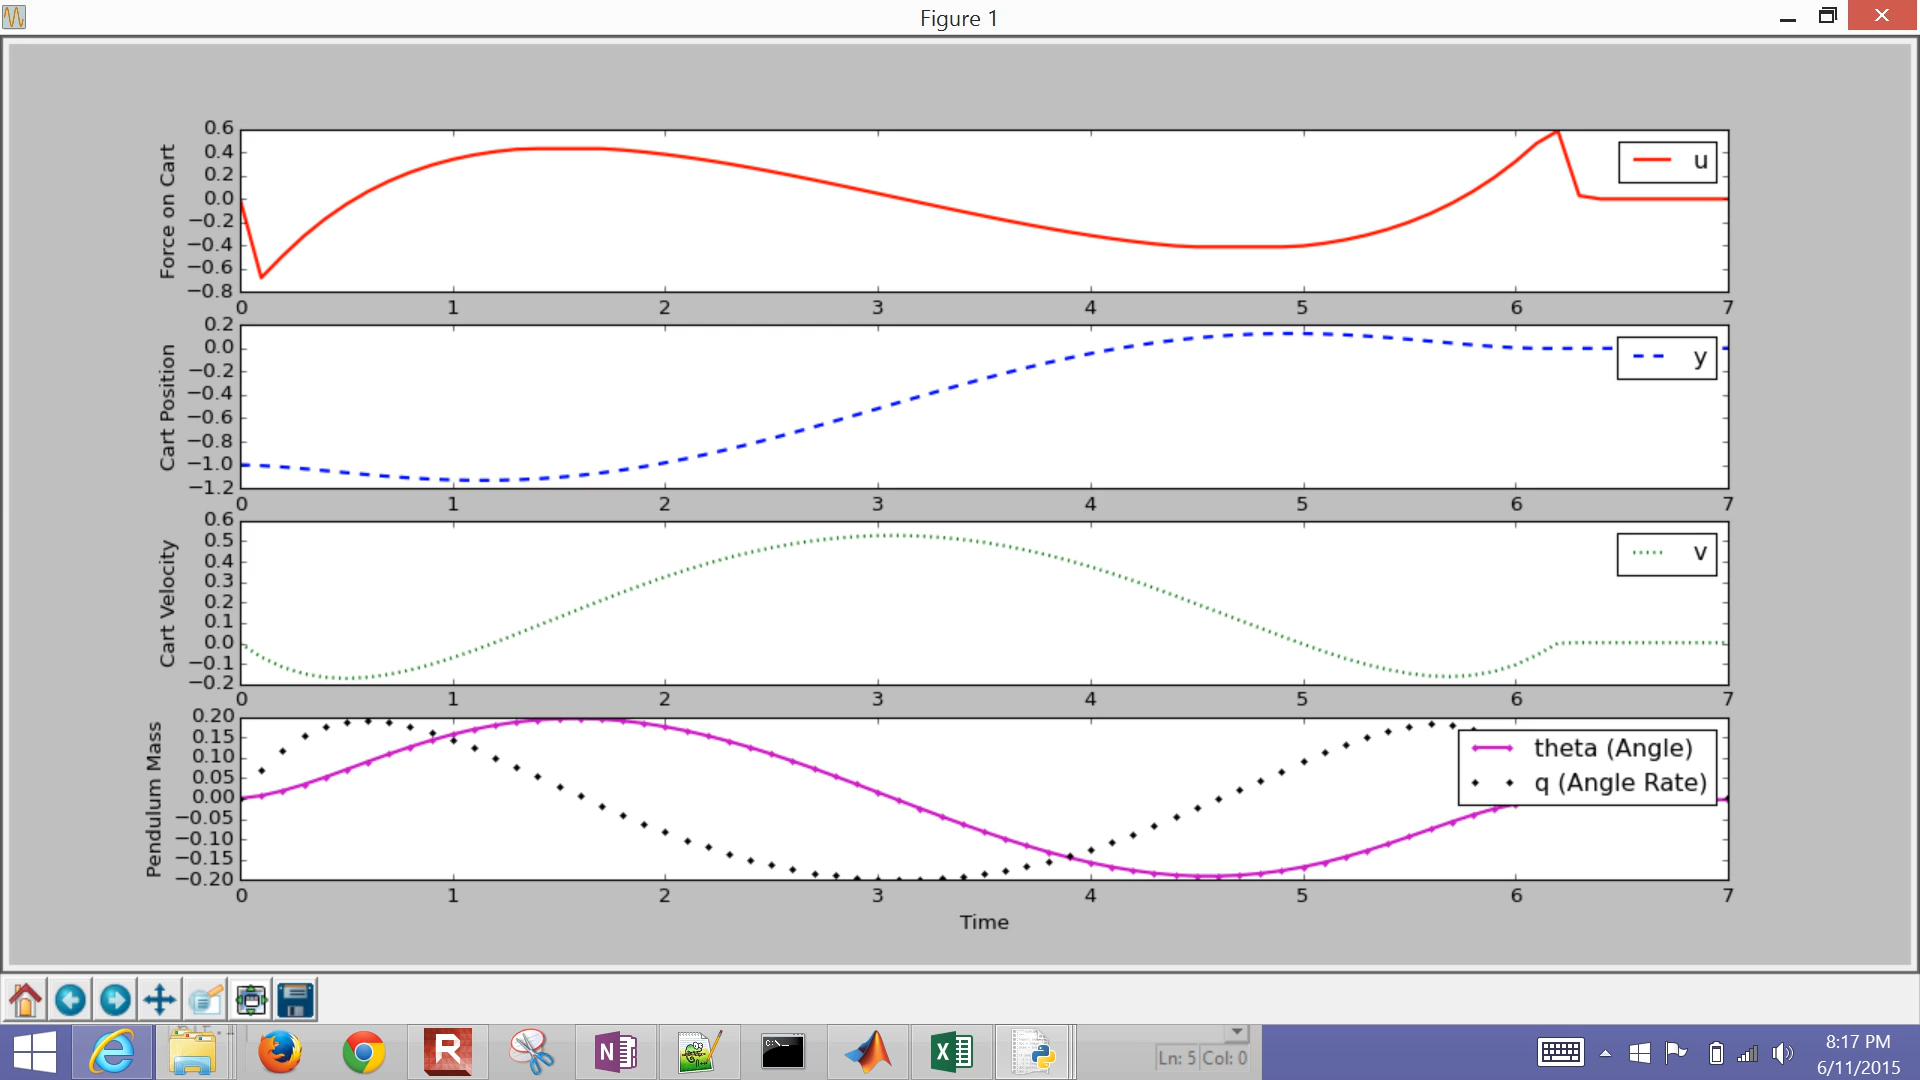 Figure 1
Force on Cart
0.6
0.4
0.2
0.0
−0.2
−0.4
−0.6
−0.8
u
0 1 2 3 4 5 6 7
Cart Position
0.2
0.0
−0.2
−0.4
−0.6
−0.8
−1.0
−1.2
y
0 1 2 3 4 5 6 7
Cart Velocity
0.6
0.5
0.4
0.3
0.2
0.1
0.0
−0.1
−0.2
v
0 1 2 3 4 5 6 7
Pendulum Mass
0.20
0.15
0.10
0.05
0.00
−0.05
−0.10
−0.15
−0.20
theta (Angle)
q (Angle Rate)
0 1 2 3 4 5 6 7
Time
Ln: 5 Col: 0
8:17 PM
6/11/2015